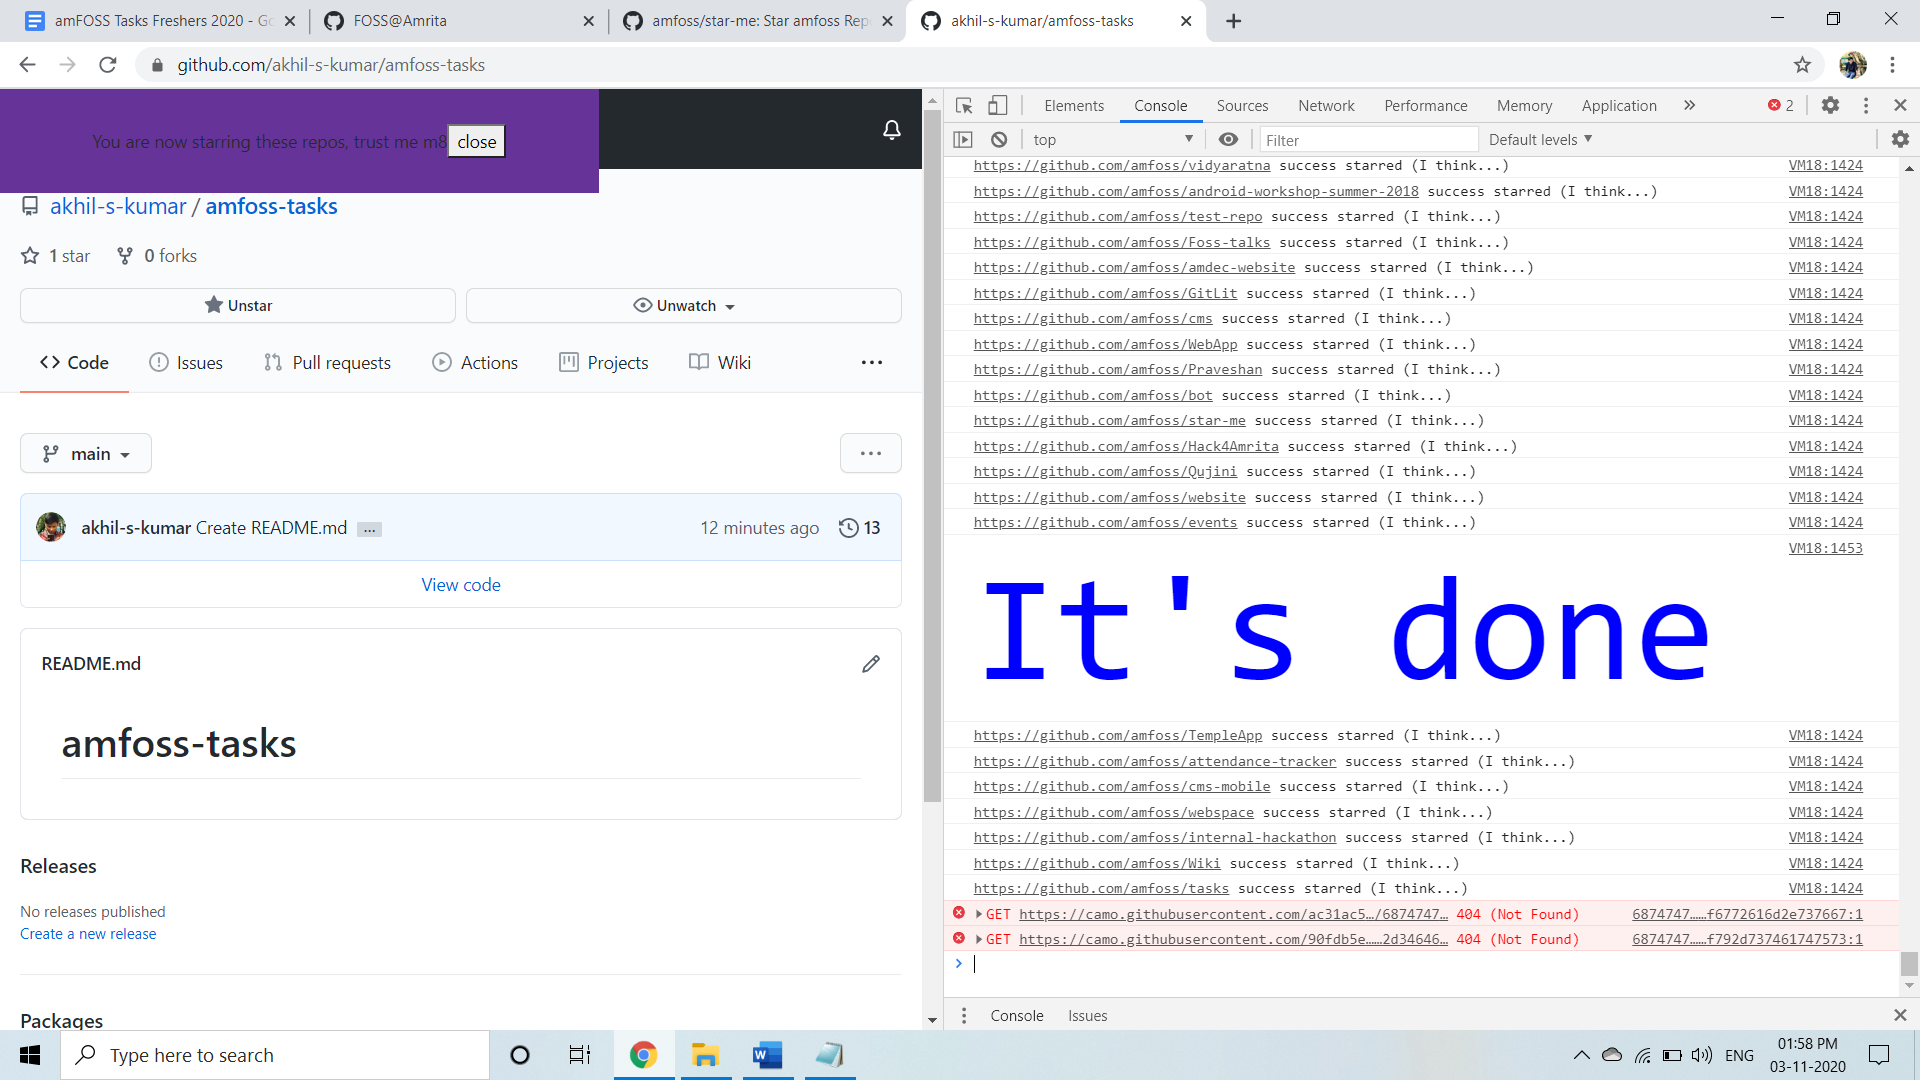 amFOSS Tasks Freshers 2020 - Go
FOSS@Amrita
amfoss/star-me: Star amfoss Rep
akhil-s-kumar/amfoss-tasks
github.com/akhil-s-kumar/amfoss-tasks
You are now starring these repos, trust me m8 close
akhil-s-kumar / amfoss-tasks
1 star 0 forks
Unstar Unwatch
Code Issues Pull requests Actions Projects Wiki
main
akhil-s-kumar Create README.md ... 12 minutes ago 13
View code
README.md
amfoss-tasks
Releases
No releases published
Create a new release
Packages
Elements Console Sources Network Performance Memory Application 2
top Filter Default levels
https://github.com/amfoss/vidyaratna success starred (I think...) VM18:1424
https://github.com/amfoss/android-workshop-summer-2018 success starred (I think...) VM18:1424
https://github.com/amfoss/test-repo success starred (I think...) VM18:1424
https://github.com/amfoss/Foss-talks success starred (I think...) VM18:1424
https://github.com/amfoss/amdec-website success starred (I think...) VM18:1424
https://github.com/amfoss/GitLit success starred (I think...) VM18:1424
https://github.com/amfoss/cms success starred (I think...) VM18:1424
https://github.com/amfoss/WebApp success starred (I think...) VM18:1424
https://github.com/amfoss/Praveshan success starred (I think...) VM18:1424
https://github.com/amfoss/bot success starred (I think...) VM18:1424
https://github.com/amfoss/star-me success starred (I think...) VM18:1424
https://github.com/amfoss/Hack4Amrita success starred (I think...) VM18:1424
https://github.com/amfoss/Qujini success starred (I think...) VM18:1424
https://github.com/amfoss/website success starred (I think...) VM18:1424
https://github.com/amfoss/events success starred (I think...) VM18:1424
VM18:1453
It's done
https://github.com/amfoss/TempleApp success starred (I think...) VM18:1424
https://github.com/amfoss/attendance-tracker success starred (I think...) VM18:1424
https://github.com/amfoss/cms-mobile success starred (I think...) VM18:1424
https://github.com/amfoss/webspace success starred (I think...) VM18:1424
https://github.com/amfoss/internal-hackathon success starred (I think...) VM18:1424
https://github.com/amfoss/Wiki success starred (I think...) VM18:1424
https://github.com/amfoss/tasks success starred (I think...) VM18:1424
GET https://camo.githubusercontent.com/ac31ac5…/6874747… 404 (Not Found) 6874747……f6772616d2e737667:1
GET https://camo.githubusercontent.com/90fdb5e……2d34646… 404 (Not Found) 6874747……f792d737461747573:1
Console Issues
Type here to search
ENG
01:58 PM
03-11-2020